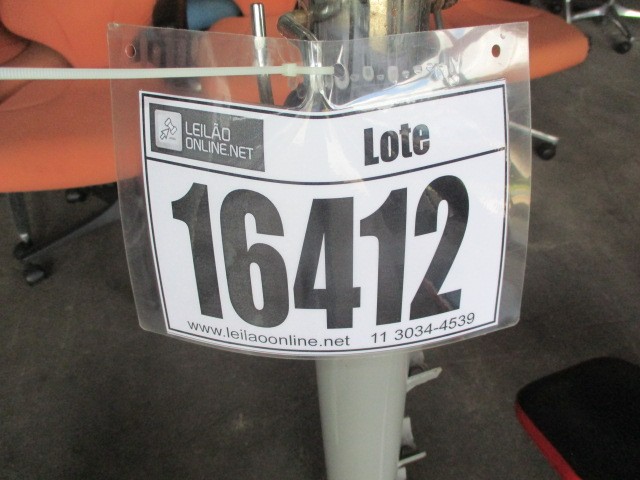 LEILÃO
ONLINE.NET
Lote
16412
www.leilaoonline.net 11 3034-4539